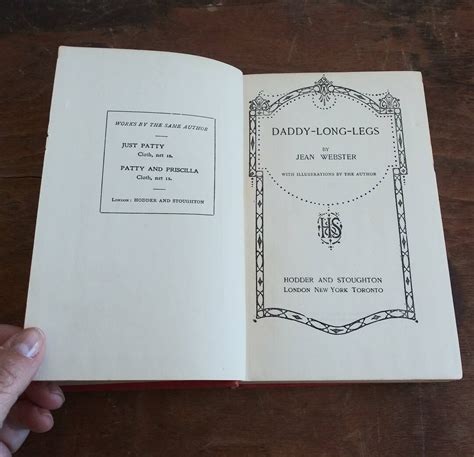 WORKS BY THE SAME AUTHOR
JUST PATTY
Cloth, net 1s.
PATTY AND PRISCILLA
Cloth, net 1s.
LONDON: HODDER AND STOUGHTON
DADDY-LONG-LEGS
BY
JEAN WEBSTER
WITH ILLUSTRATIONS BY THE AUTHOR
HS
HODDER AND STOUGHTON
LONDON NEW YORK TORONTO